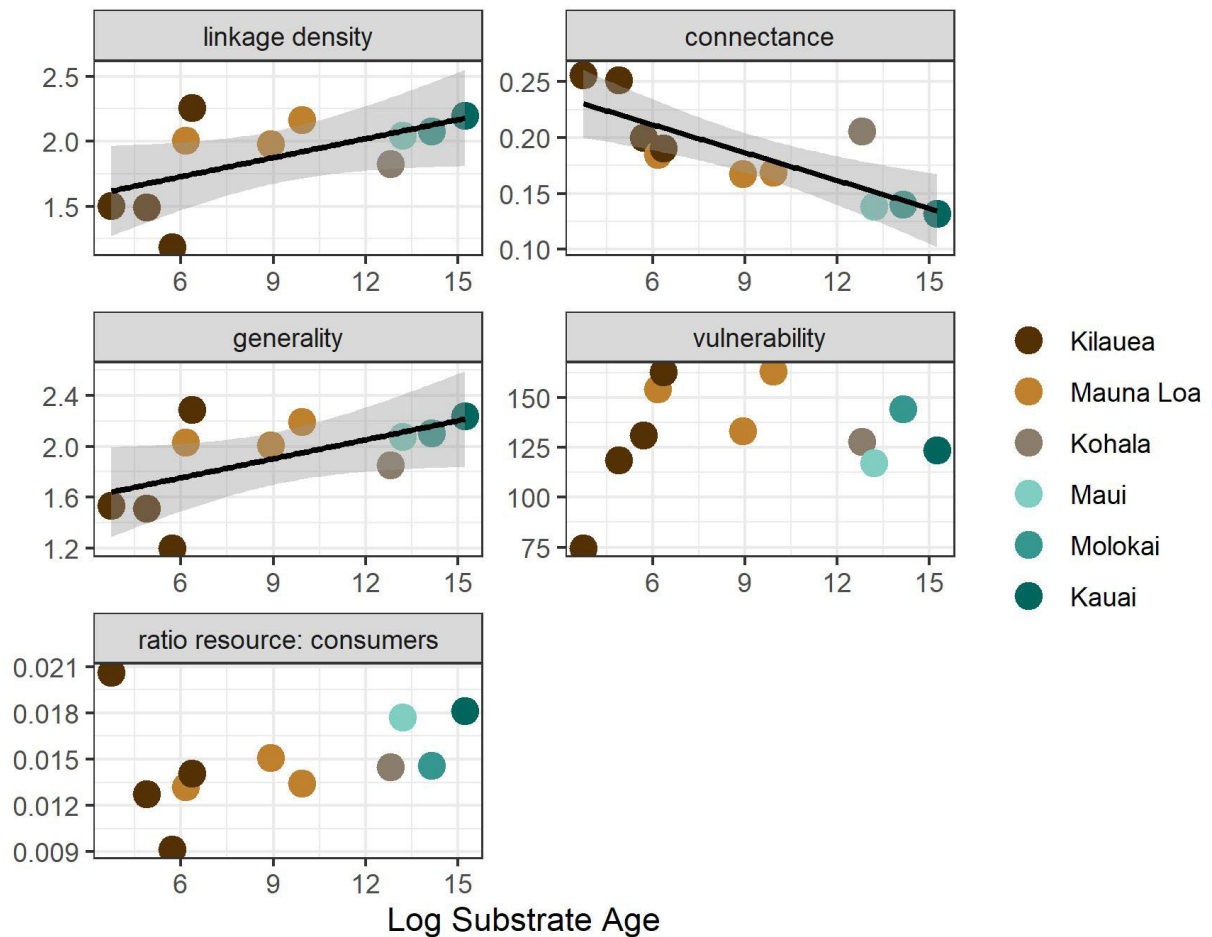 linkage density
connectance
2.5
2.0
1.5
6 9 12 15
0.25
0.20
0.15
0.10
6 9 12 15
generality
vulnerability
2.4
2.0
1.6
1.2
6 9 12 15
150
125
100
75
6 9 12 15
Kilauea
Mauna Loa
Kohala
Maui
Molokai
Kauai
ratio resource: consumers
0.021
0.018
0.015
0.012
0.009
6 9 12 15
Log Substrate Age